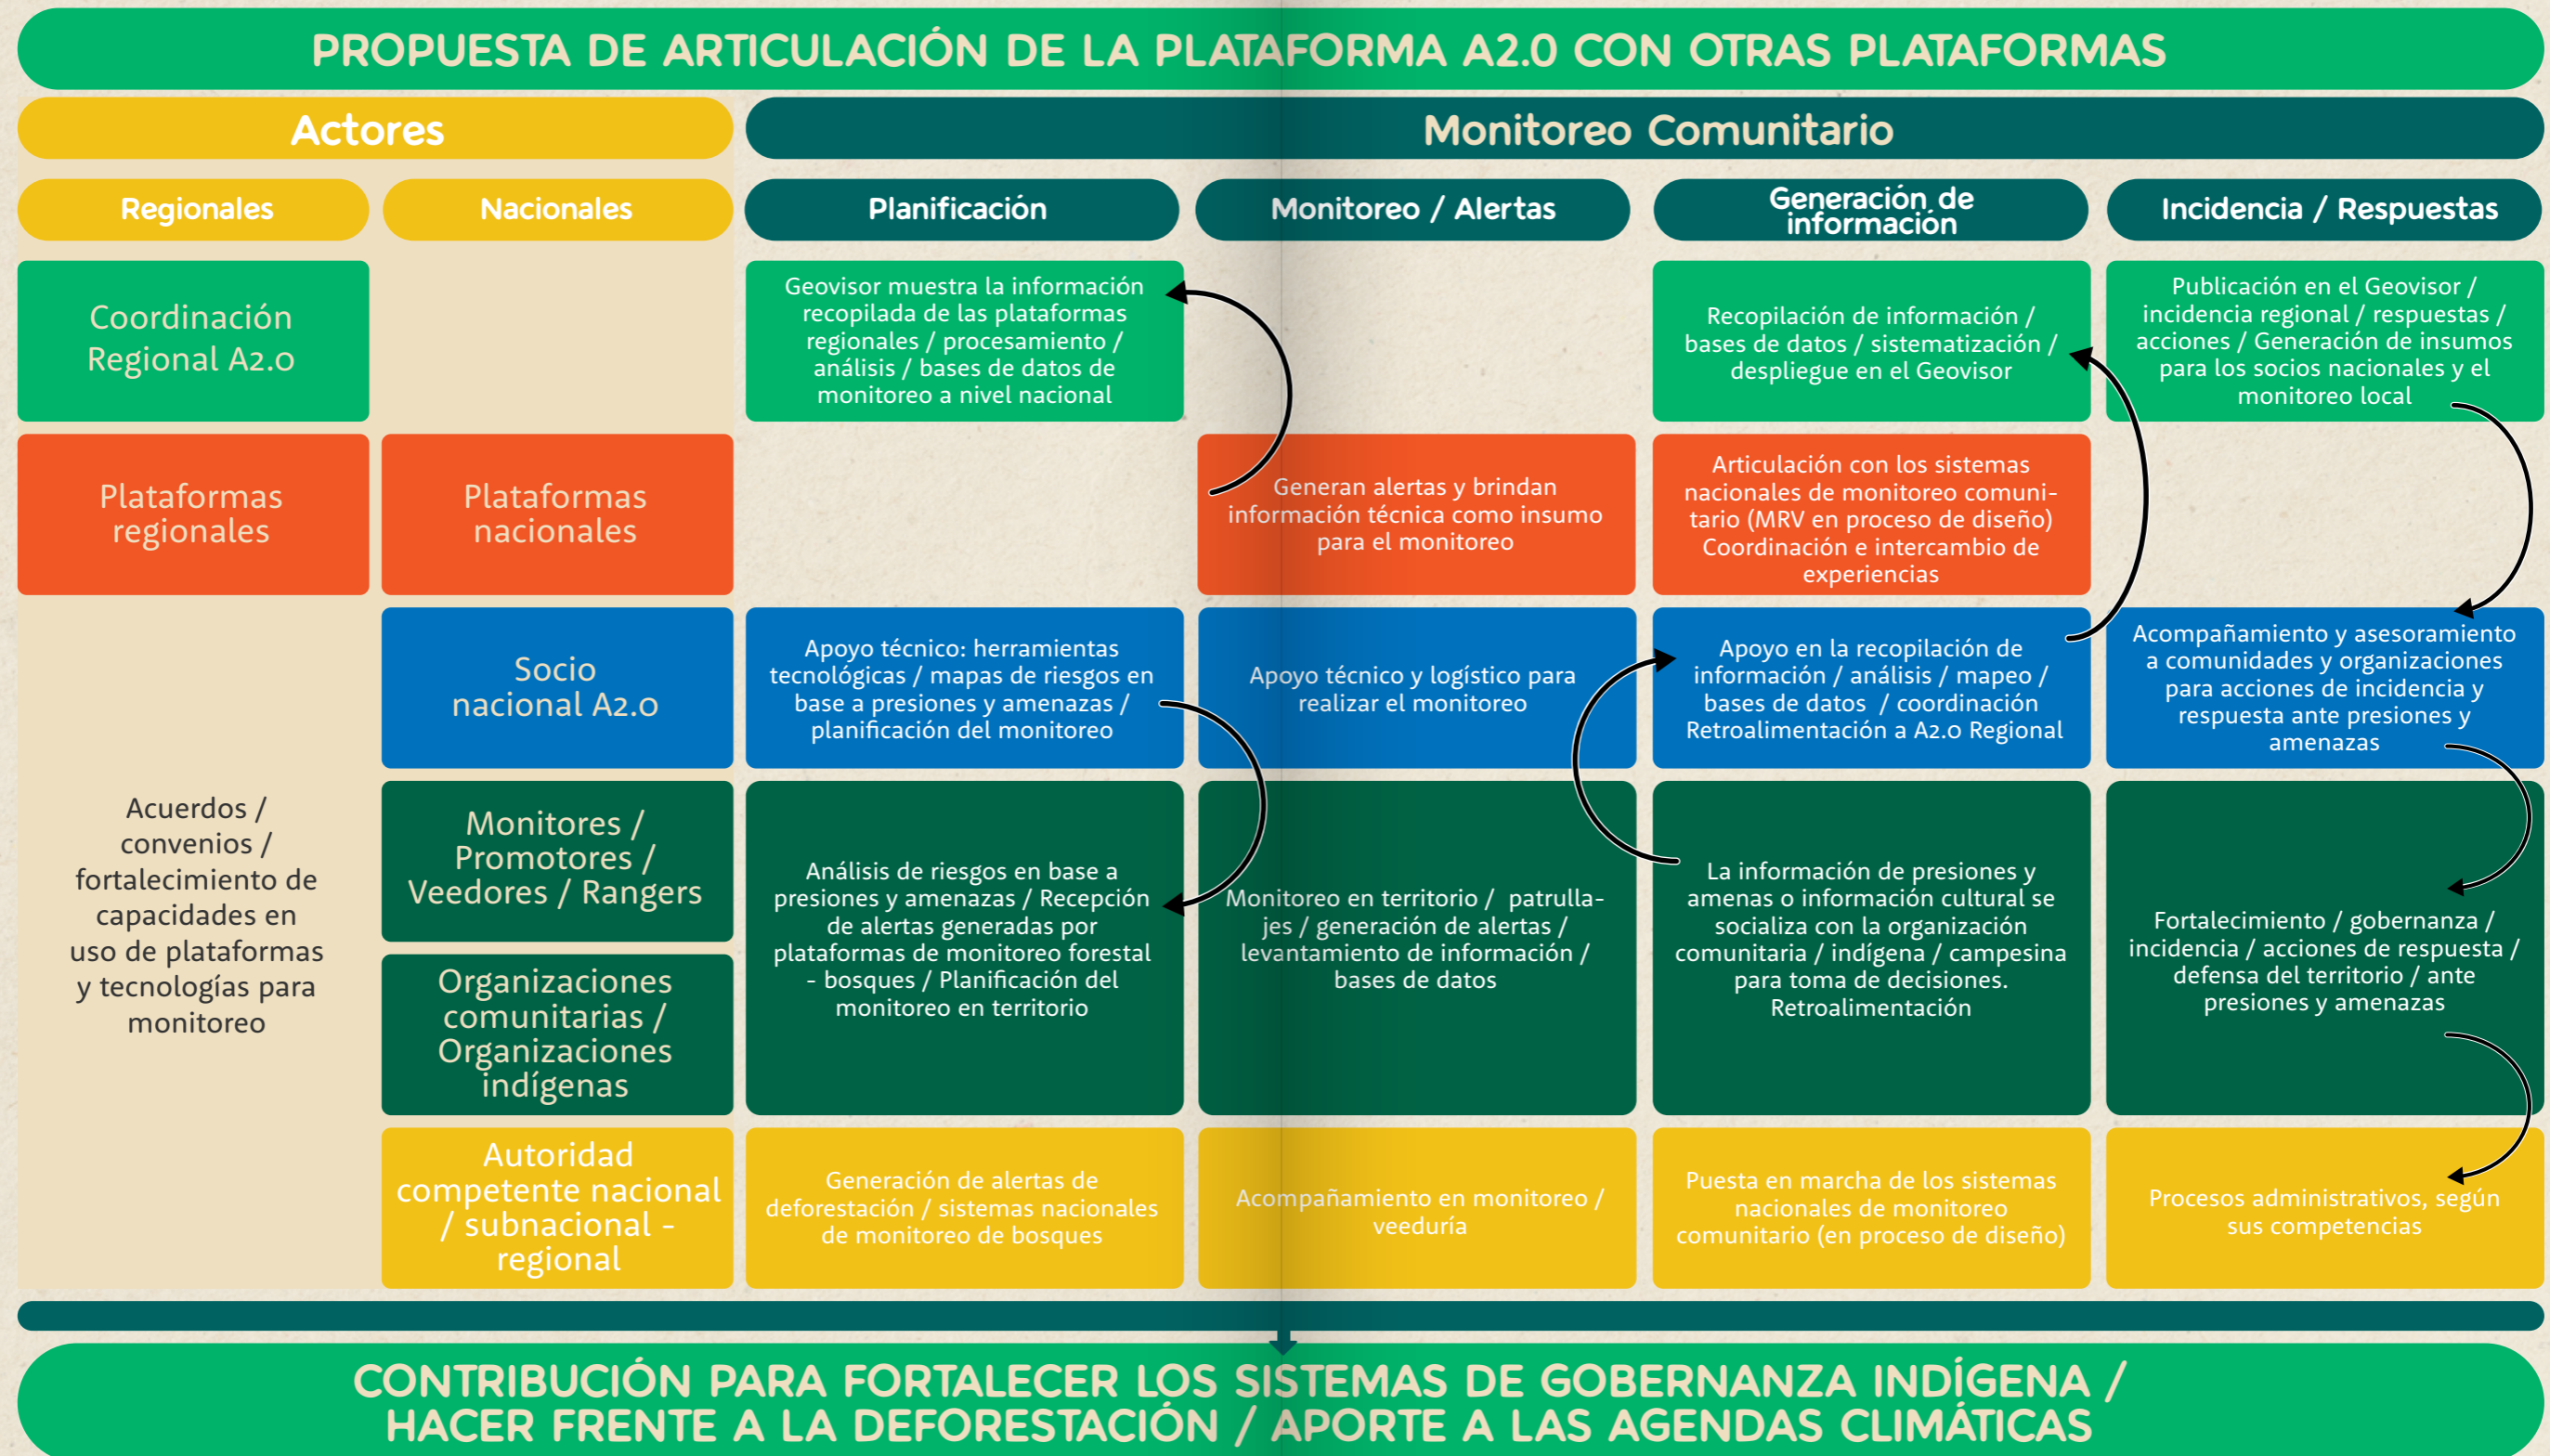 PROPUESTA DE ARTICULACIÓN DE LA PLATAFORMA A2.0 CON OTRAS PLATAFORMAS
Actores
Monitoreo Comunitario
Regionales
Nacionales
Planificación
Monitoreo / Alertas
Generación de
información
Incidencia / Respuestas
Coordinación
Regional A2.0
Geovisor muestra la información
recopilada de las plataformas
regionales / procesamiento /
análisis / bases de datos de
monitoreo a nivel nacional
Recopilación de información /
bases de datos / sistematización /
despliegue en el Geovisor
Publicación en el Geovisor /
incidencia regional / respuestas /
acciones / Generación de insumos
para los socios nacionales y el
monitoreo local
Plataformas
regionales
Plataformas
nacionales
Generan alertas y brindan
información técnica como insumo
para el monitoreo
Articulación con los sistemas
nacionales de monitoreo comuni-
tario (MRV en proceso de diseño)
Coordinación e intercambio de
experiencias
Socio
nacional A2.0
Apoyo técnico: herramientas
tecnológicas / mapas de riesgos en
base a presiones y amenazas /
planificación del monitoreo
Apoyo técnico y logístico para
realizar el monitoreo
Apoyo en la recopilación de
información / análisis / mapeo /
bases de datos / coordinación
Retroalimentación a A2.0 Regional
Acompañamiento y asesoramiento
a comunidades y organizaciones
para acciones de incidencia y
respuesta ante presiones y
amenazas
Acuerdos /
convenios /
fortalecimiento de
capacidades en
uso de plataformas
y tecnologías para
monitoreo
Monitores /
Promotores /
Veedores / Rangers
Organizaciones
comunitarias /
Organizaciones
indígenas
Análisis de riesgos en base a
presiones y amenazas / Recepción
de alertas generadas por
plataformas de monitoreo forestal
- bosques / Planificación del
monitoreo en territorio
Monitoreo en territorio / patrulla-
jes / generación de alertas /
levantamiento de información /
bases de datos
La información de presiones y
amenas o información cultural se
socializa con la organización
comunitaria / indígena / campesina
para toma de decisiones.
Retroalimentación
Fortalecimiento / gobernanza /
incidencia / acciones de respuesta /
defensa del territorio / ante
presiones y amenazas
Autoridad
competente nacional
/ subnacional -
regional
Generación de alertas de
deforestación / sistemas nacionales
de monitoreo de bosques
Acompañamiento en monitoreo /
veeduría
Puesta en marcha de los sistemas
nacionales de monitoreo
comunitario (en proceso de diseño)
Procesos administrativos, según
sus competencias
CONTRIBUCIÓN PARA FORTALECER LOS SISTEMAS DE GOBERNANZA INDÍGENA /
HACER FRENTE A LA DEFORESTACIÓN / APORTE A LAS AGENDAS CLIMÁTICAS